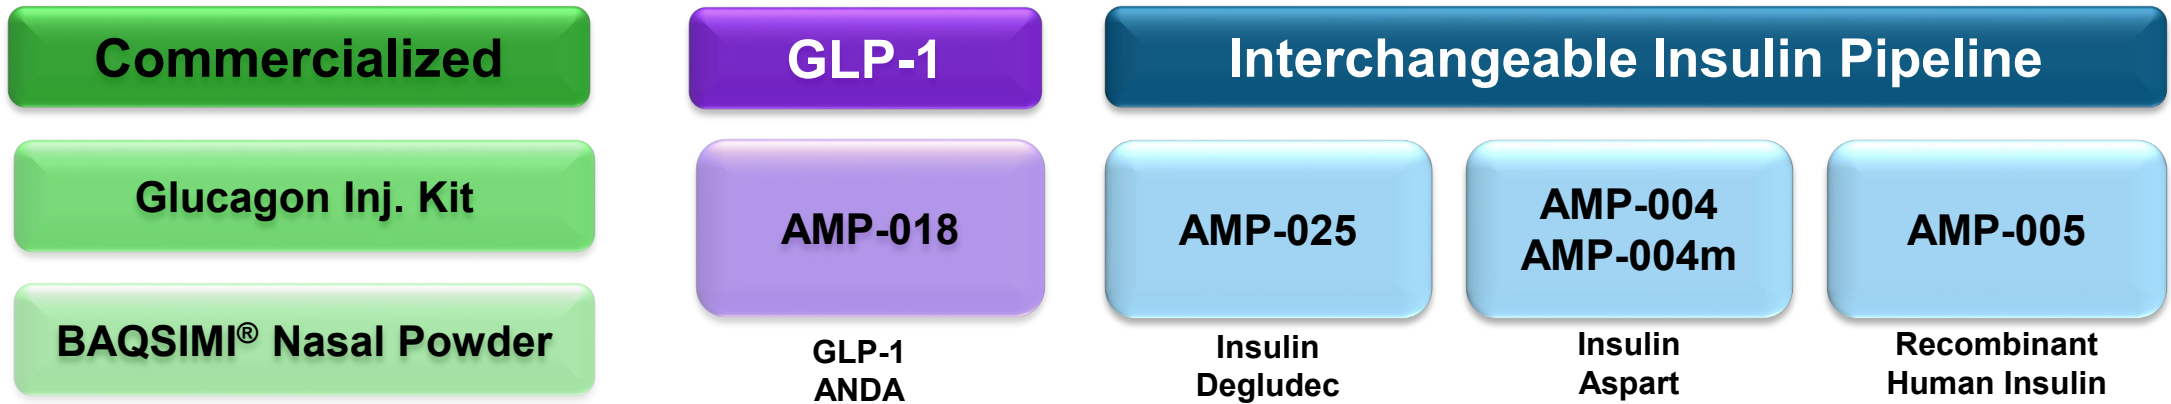 Commercialized
Glucagon Inj. Kit
BAQSIMI® Nasal Powder
GLP-1
AMP-018
GLP-1
ANDA
Interchangeable Insulin Pipeline
AMP-025
Insulin
Degludec
AMP-004
AMP-004m
Insulin
Aspart
AMP-005
Recombinant
Human Insulin